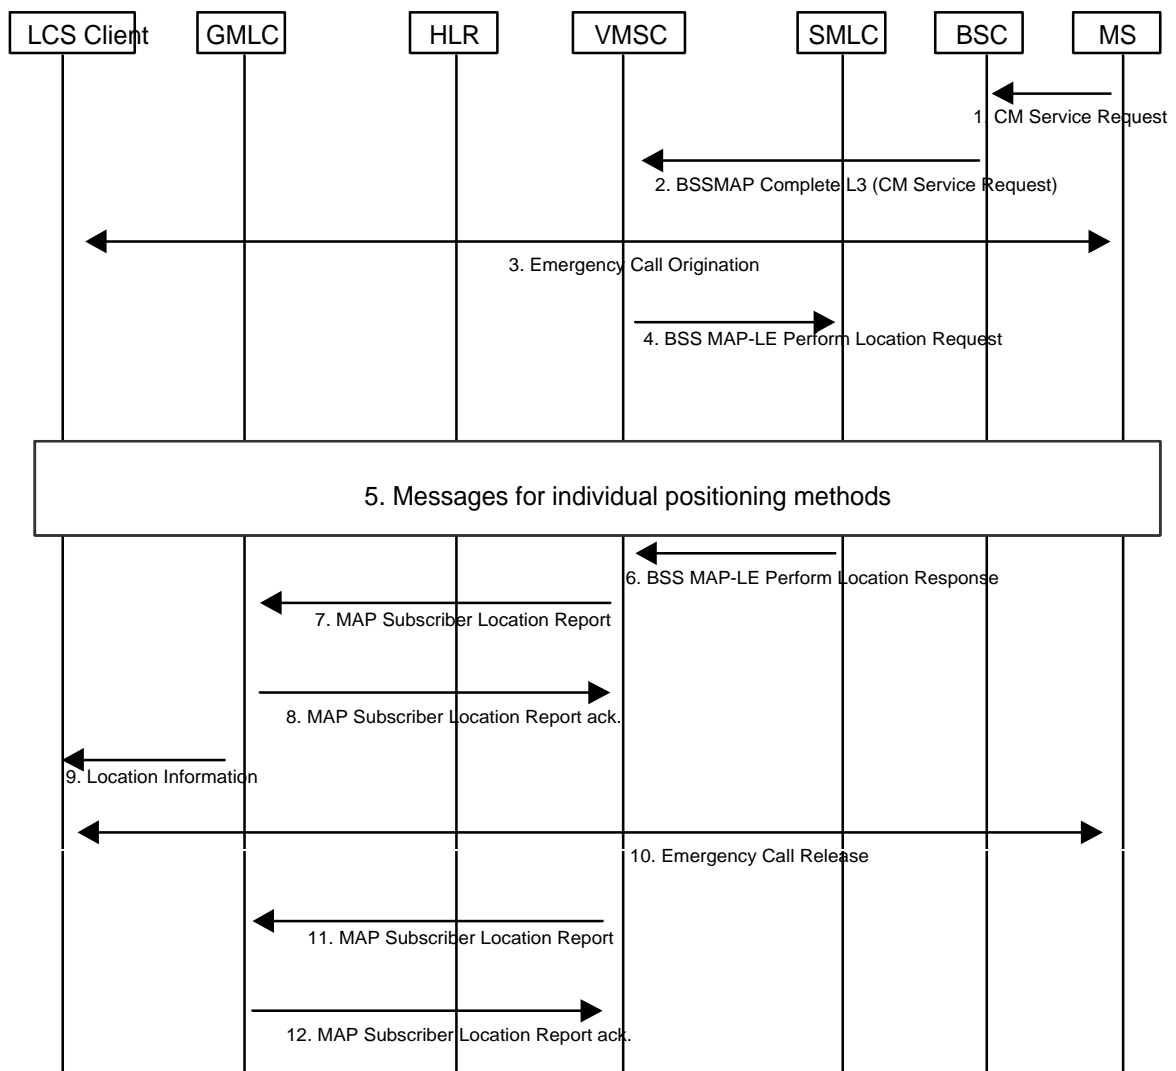 LCS Client GMLC HLR VMSC SMLC BSC MS
1. CM Service Request
2. BSSMAP Complete L3 (CM Service Request)
3. Emergency Call Origination
4. BSS MAP-LE Perform Location Request
5. Messages for individual positioning methods
6. BSS MAP-LE Perform Location Response
7. MAP Subscriber Location Report
8. MAP Subscriber Location Report ack.
9. Location Information
10. Emergency Call Release
11. MAP Subscriber Location Report
12. MAP Subscriber Location Report ack.